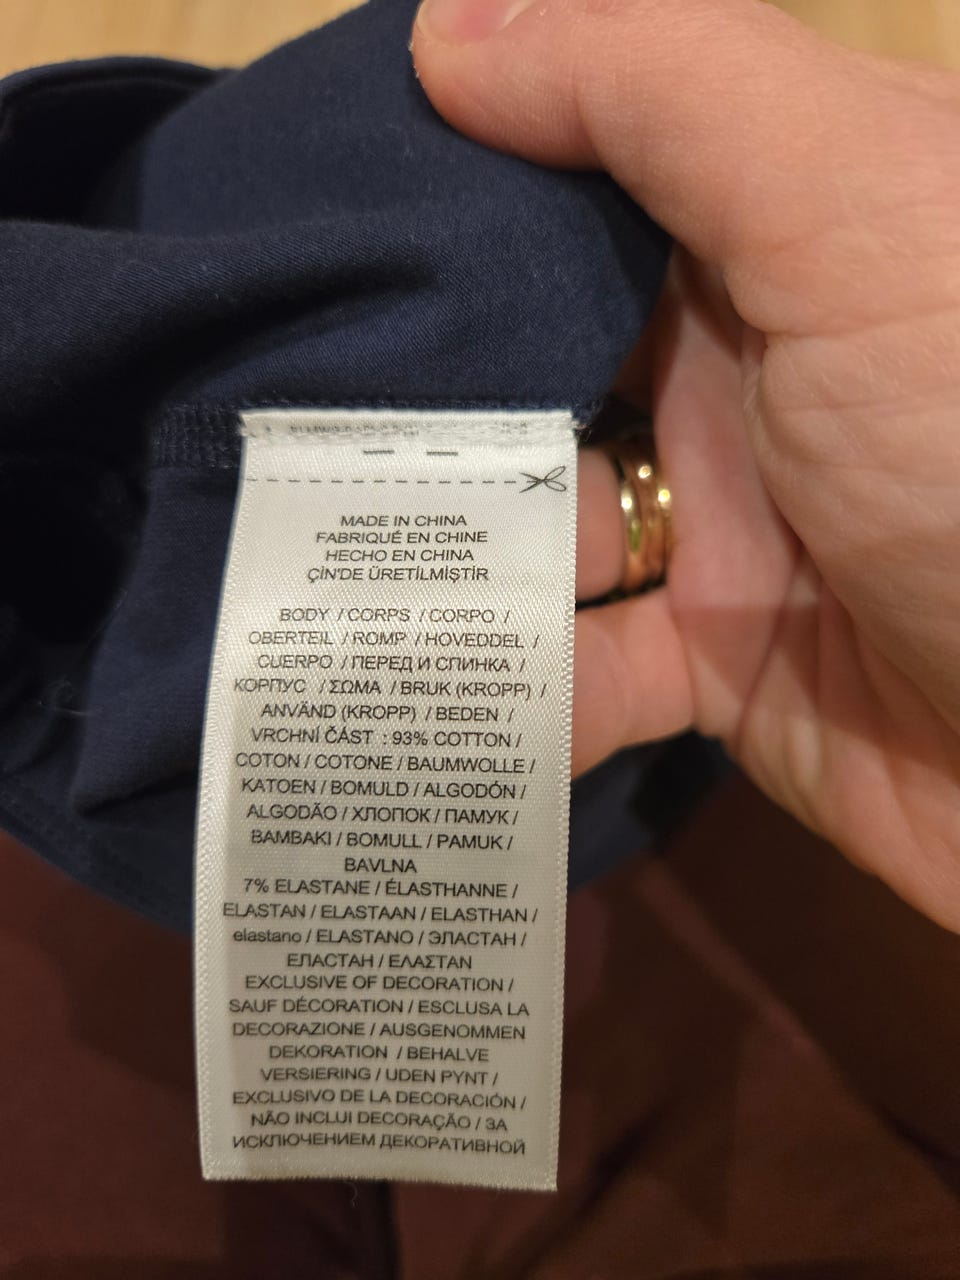 MADE IN CHINA
FABRIQUÉ EN CHINE
HECHO EN CHINA
ÇİN'DE ÜRETİLMİŞTİR
BODY / CORPS / CORPO /
OBERTEIL / ROMP / HOVEDDEL /
CUERPO / ПЕРЕД И СПИНКА /
КОРПУС / ΣΩΜΑ / BRUK (KROPP) /
ANVÄND (KROPP) / BEDEN /
VRCHNÍ ČÁST : 93% COTTON /
COTON / COTONE / BAUMWOLLE /
KATOEN / BOMULD / ALGODÓN /
ALGODÃO / ХЛОПОК / ПАМУК /
BAMBAKI / BOMULL / PAMUK /
BAVLNA
7% ELASTANE / ÉLASTHANNE /
ELASTAN / ELASTAAN / ELASTHAN /
elastano / ELASTANO / ЭЛАСТАН /
ЕЛАСТАН / ΕΛΑΣΤΑΝ
EXCLUSIVE OF DECORATION /
SAUF DÉCORATION / ESCLUSA LA
DECORAZIONE / AUSGENOMMEN
DEKORATION / BEHALVE
VERSIERING / UDEN PYNT /
EXCLUSIVO DE LA DECORACIÓN /
NÃO INCLUI DECORAÇÃO / ЗА
ИСКЛЮЧЕНИЕМ ДЕКОРАТИВНОЙ